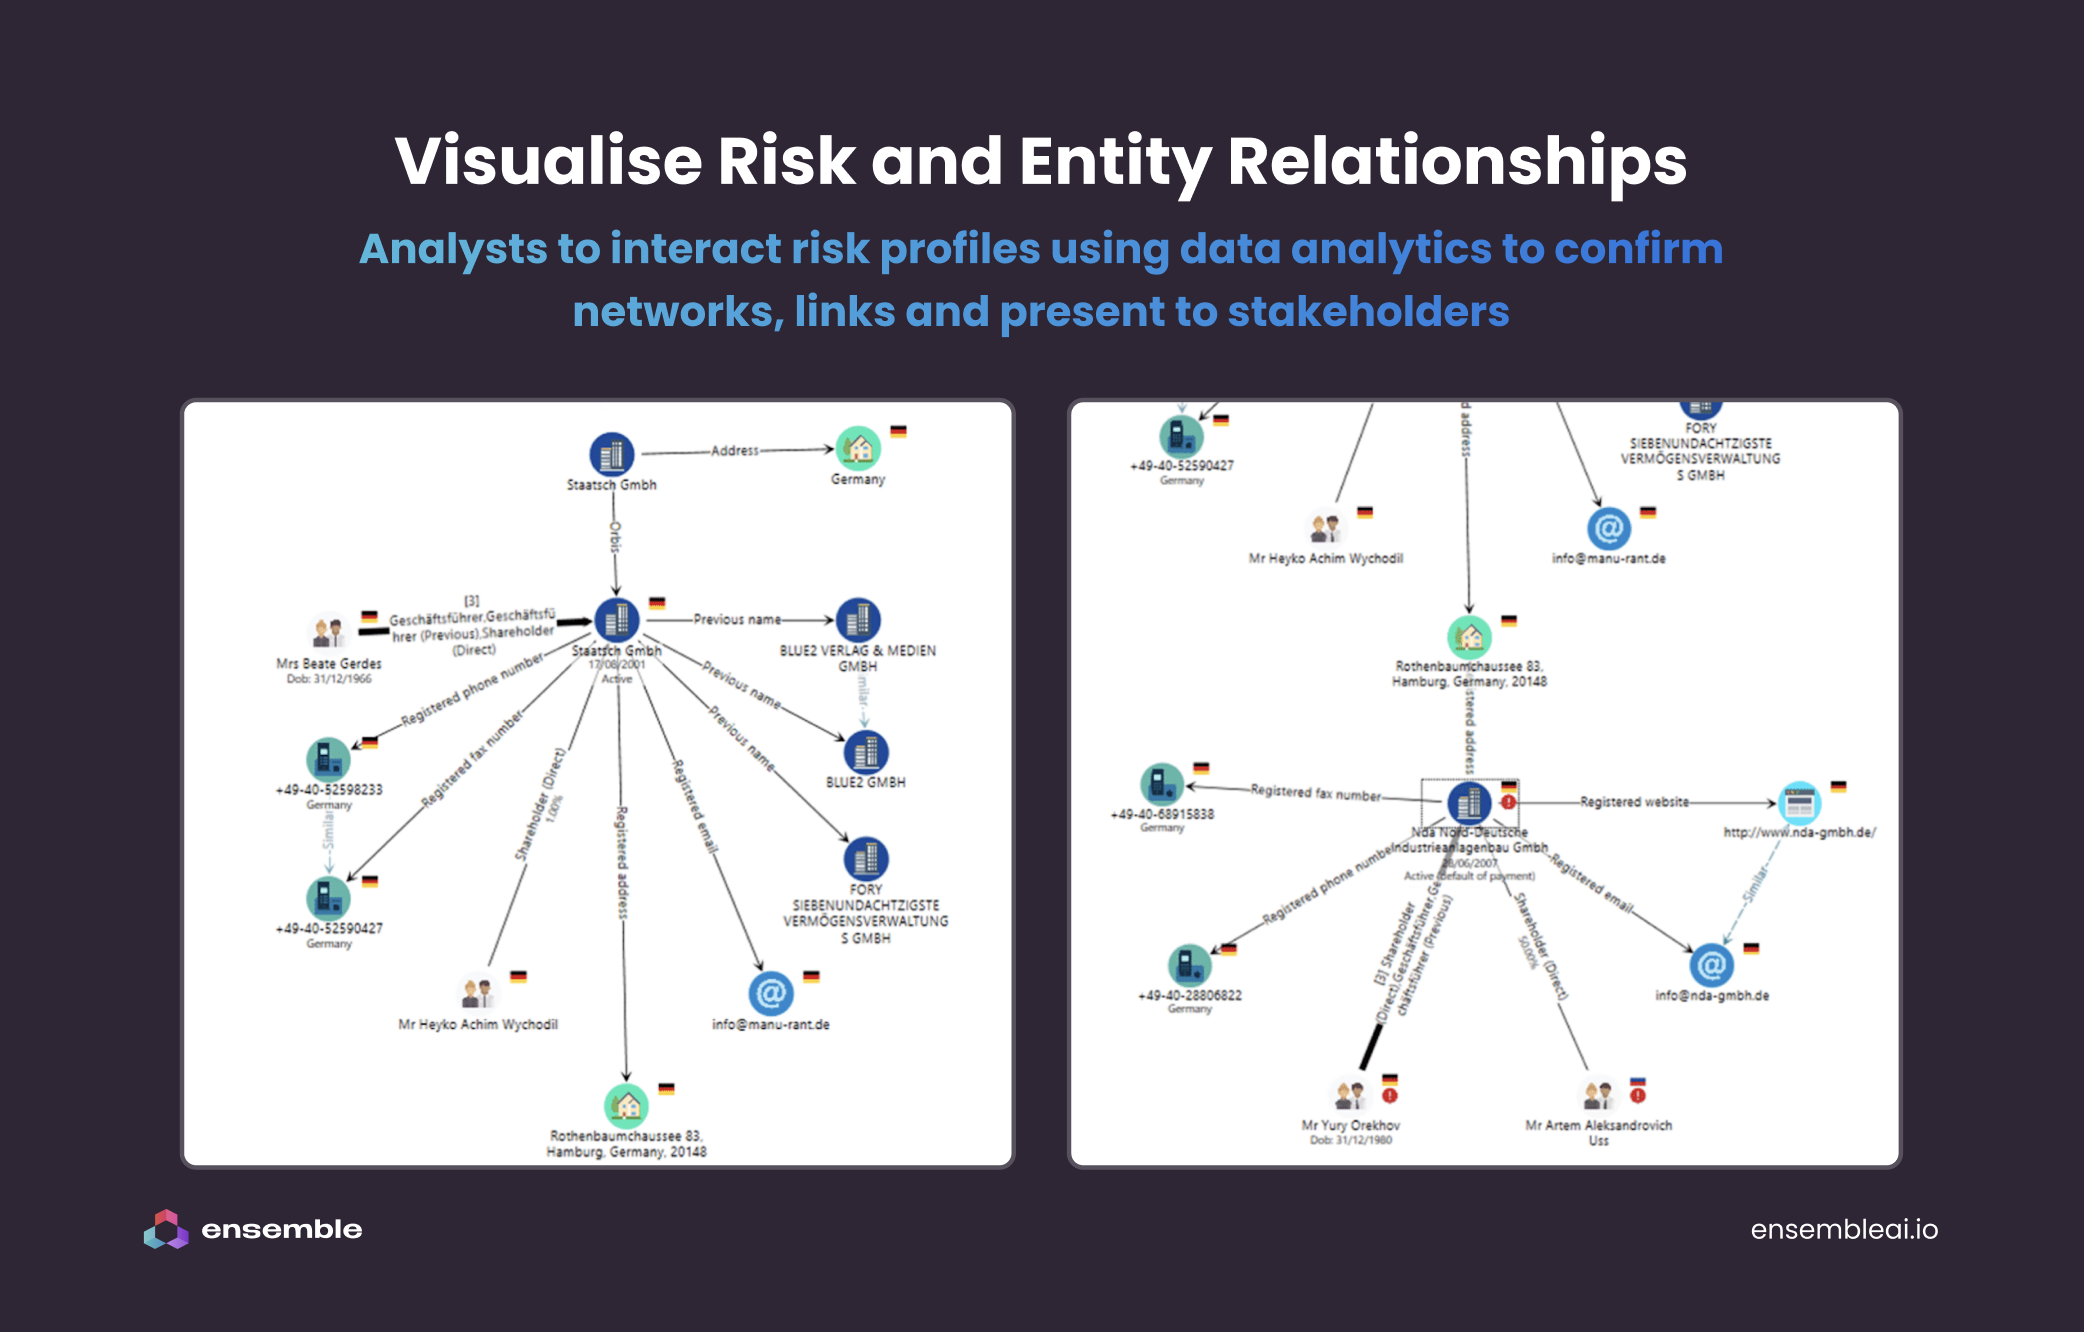 Visualise Risk and Entity Relationships
Analysts to interact risk profiles using data analytics to confirm
networks, links and present to stakeholders
Staatsch Gmbh
Address
Germany
Orbis
[3]
Geschäftsführer,Geschäftsfü
hrer (Previous),Shareholder
(Direct)
Mrs Beate Gerdes
Dob: 31/12/1966
Staatsch Gmbh
17/08/2001
Active
Previous name
BLUE2 VERLAG & MEDIEN
GMBH
Similar
Previous name
BLUE2 GMBH
Previous name
FORY
SIEBENUNDACHTZIGSTE
VERMÖGENSVERWALTUNG
S GMBH
Registered phone number
+49-40-52598233
Germany
Similar
Registered fax number
+49-40-52590427
Germany
Shareholder (Direct)
1.00%
Mr Heyko Achim Wychodil
Registered address
Rothenbaumchaussee 83,
Hamburg, Germany, 20148
Registered email
info@manu-rant.de
+49-40-52590427
Germany
Mr Heyko Achim Wychodil
d address
FORY
SIEBENUNDACHTZIGSTE
VERMÖGENSVERWALTUNG
S GMBH
info@manu-rant.de
Rothenbaumchaussee 83,
Hamburg, Germany, 20148
Registered address
Registered fax number
+49-40-68915838
Germany
Nda Nord-Deutsche
Industrieanlagenbau Gmbh
28/06/2007
Active (default of payment)
Registered website
http://www.nda-gmbh.de/
Similar
Registered email
info@nda-gmbh.de
Registered phone number
+49-40-28806822
Germany
[3] Shareholder
(Direct),Geschäftsführer,Ge
chäftsführer (Previous)
Shareholder (Direct)
50.00%
Mr Yury Orekhov
Dob: 31/12/1980
Mr Artem Aleksandrovich
Uss
ensemble
ensembleai.io